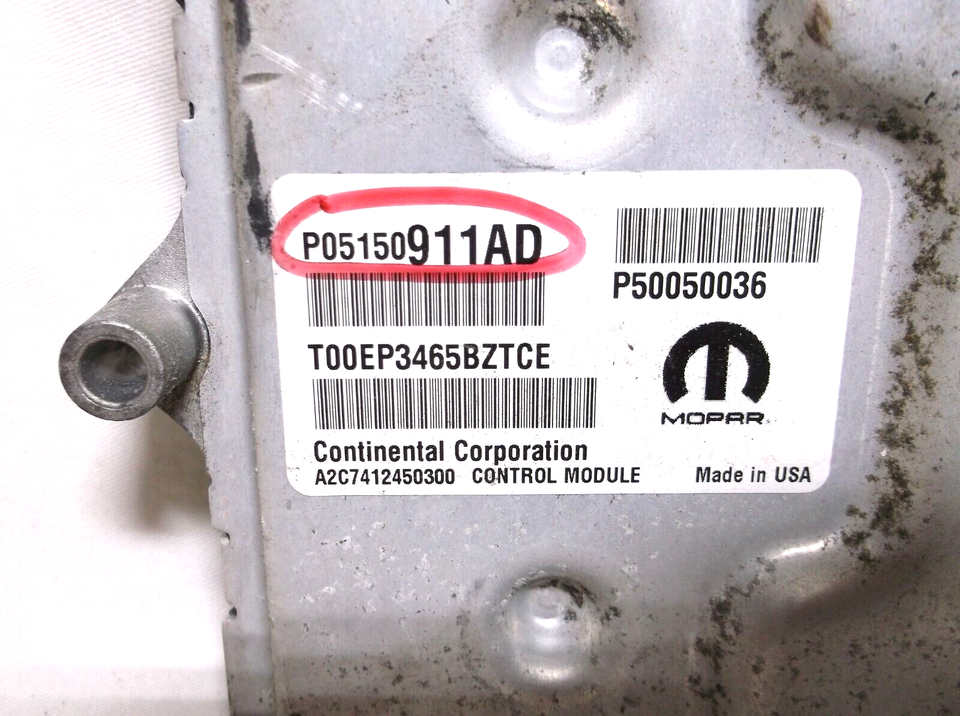 P05150911AD
P50050036
T00EP3465BZTCE
MOPAR
Continental Corporation
A2C7412450300 CONTROL MODULE Made in USA